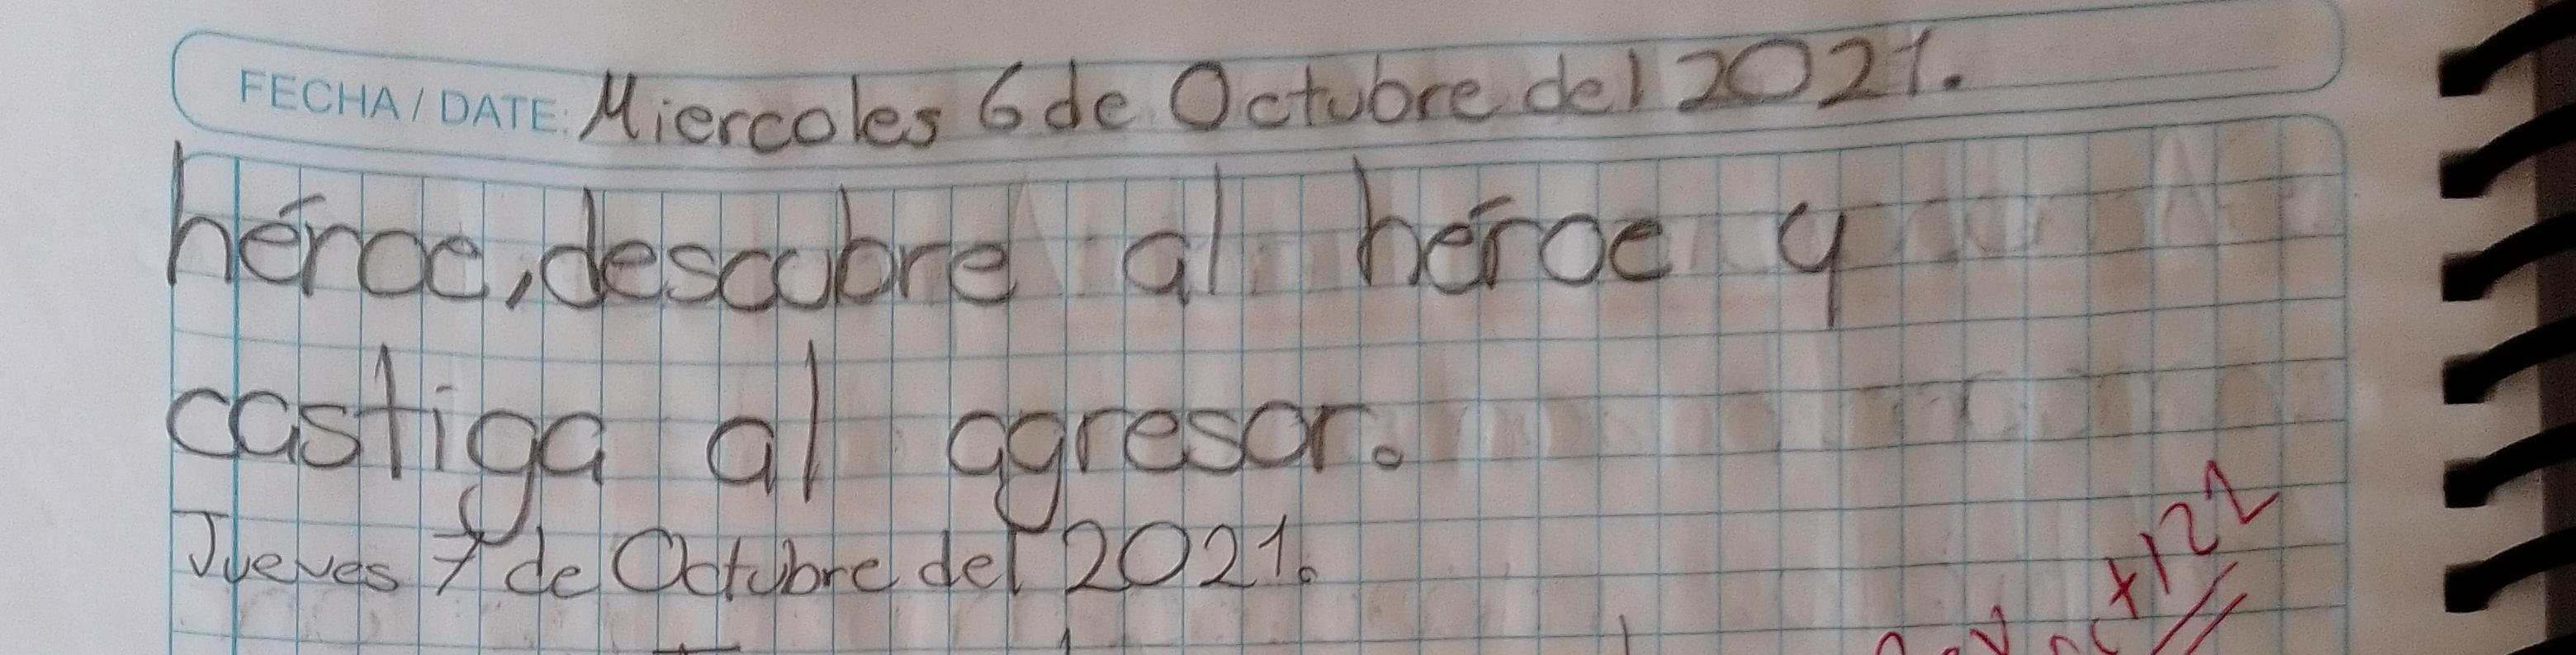 FECHA / DATE: Miercoles 6 de Octubre del 2021.
héroe, descubre al héroe y
castiga al agresor.
Jueves 7 de Octubre del 2021.
+122